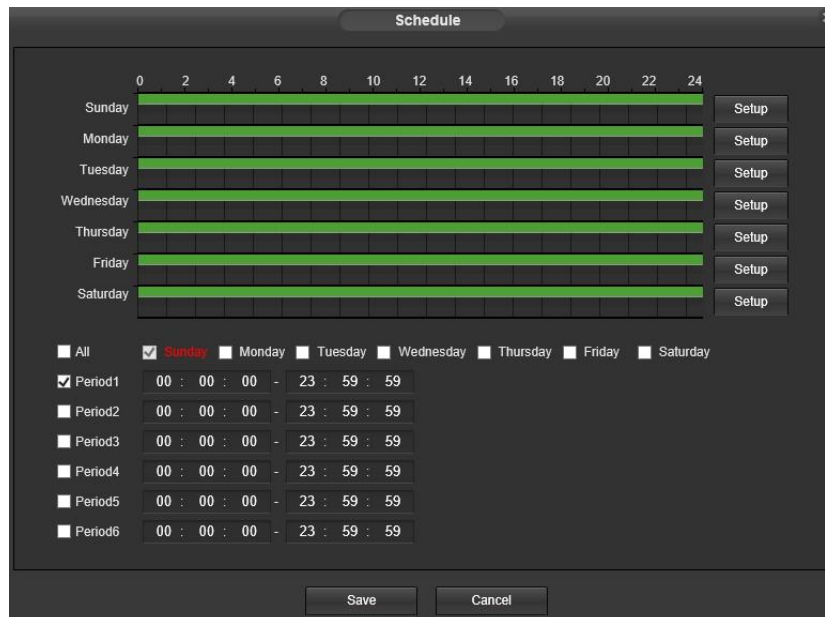 Schedule
0 2 4 6 8 10 12 14 16 18 20 22 24
Sunday Setup
Monday Setup
Tuesday Setup
Wednesday Setup
Thursday Setup
Friday Setup
Saturday Setup
All Sunday Monday Tuesday Wednesday Thursday Friday Saturday
Period1 00 : 00 : 00 - 23 : 59 : 59
Period2 00 : 00 : 00 - 23 : 59 : 59
Period3 00 : 00 : 00 - 23 : 59 : 59
Period4 00 : 00 : 00 - 23 : 59 : 59
Period5 00 : 00 : 00 - 23 : 59 : 59
Period6 00 : 00 : 00 - 23 : 59 : 59
Save Cancel